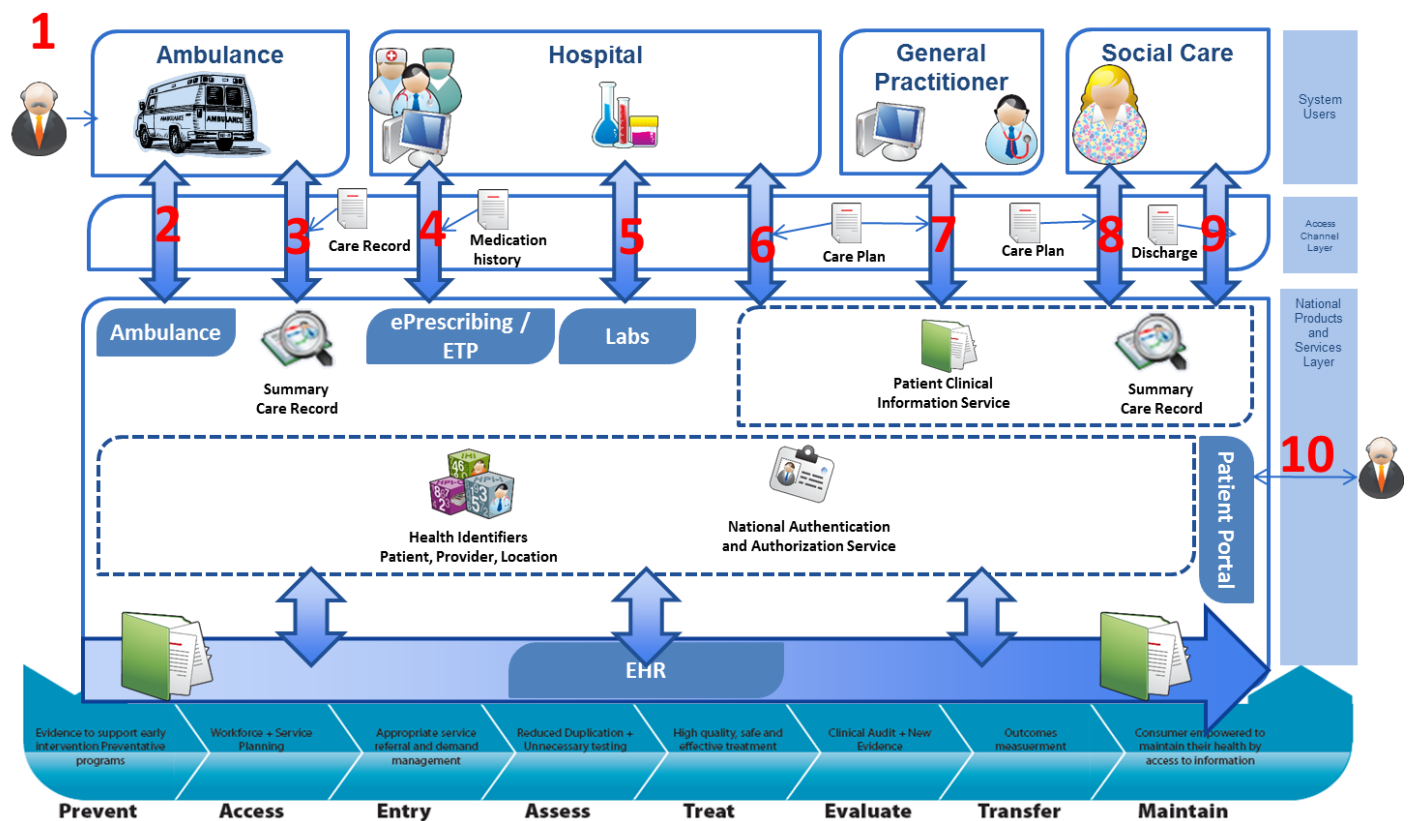 1
Ambulance
Hospital
General
Practitioner
Social Care
System
Users
AMBULANCE
AMBULANCE
2
3
Care Record
4
Medication
history
5
6
Care Plan
7
Care Plan
8
Discharge
9
Access
Channel
Layer
Ambulance
Summary
Care Record
ePrescribing /
ETP
Labs
Patient Clinical
Information Service
Summary
Care Record
National
Products
and
Services
Layer
Health Identifiers
Patient, Provider, Location
National Authentication
and Authorization Service
Patient Portal
10
EHR
Evidence to support early
intervention Preventative
programs
Workforce + Service
Planning
Appropriate service
referral and demand
management
Reduced Duplication +
Unnecessary testing
High quality, safe and
effective treatment
Clinical Audit + New
Evidence
Outcomes
measuerment
Consumer empowered to
maintain their health by
access to information
Prevent
Access
Entry
Assess
Treat
Evaluate
Transfer
Maintain